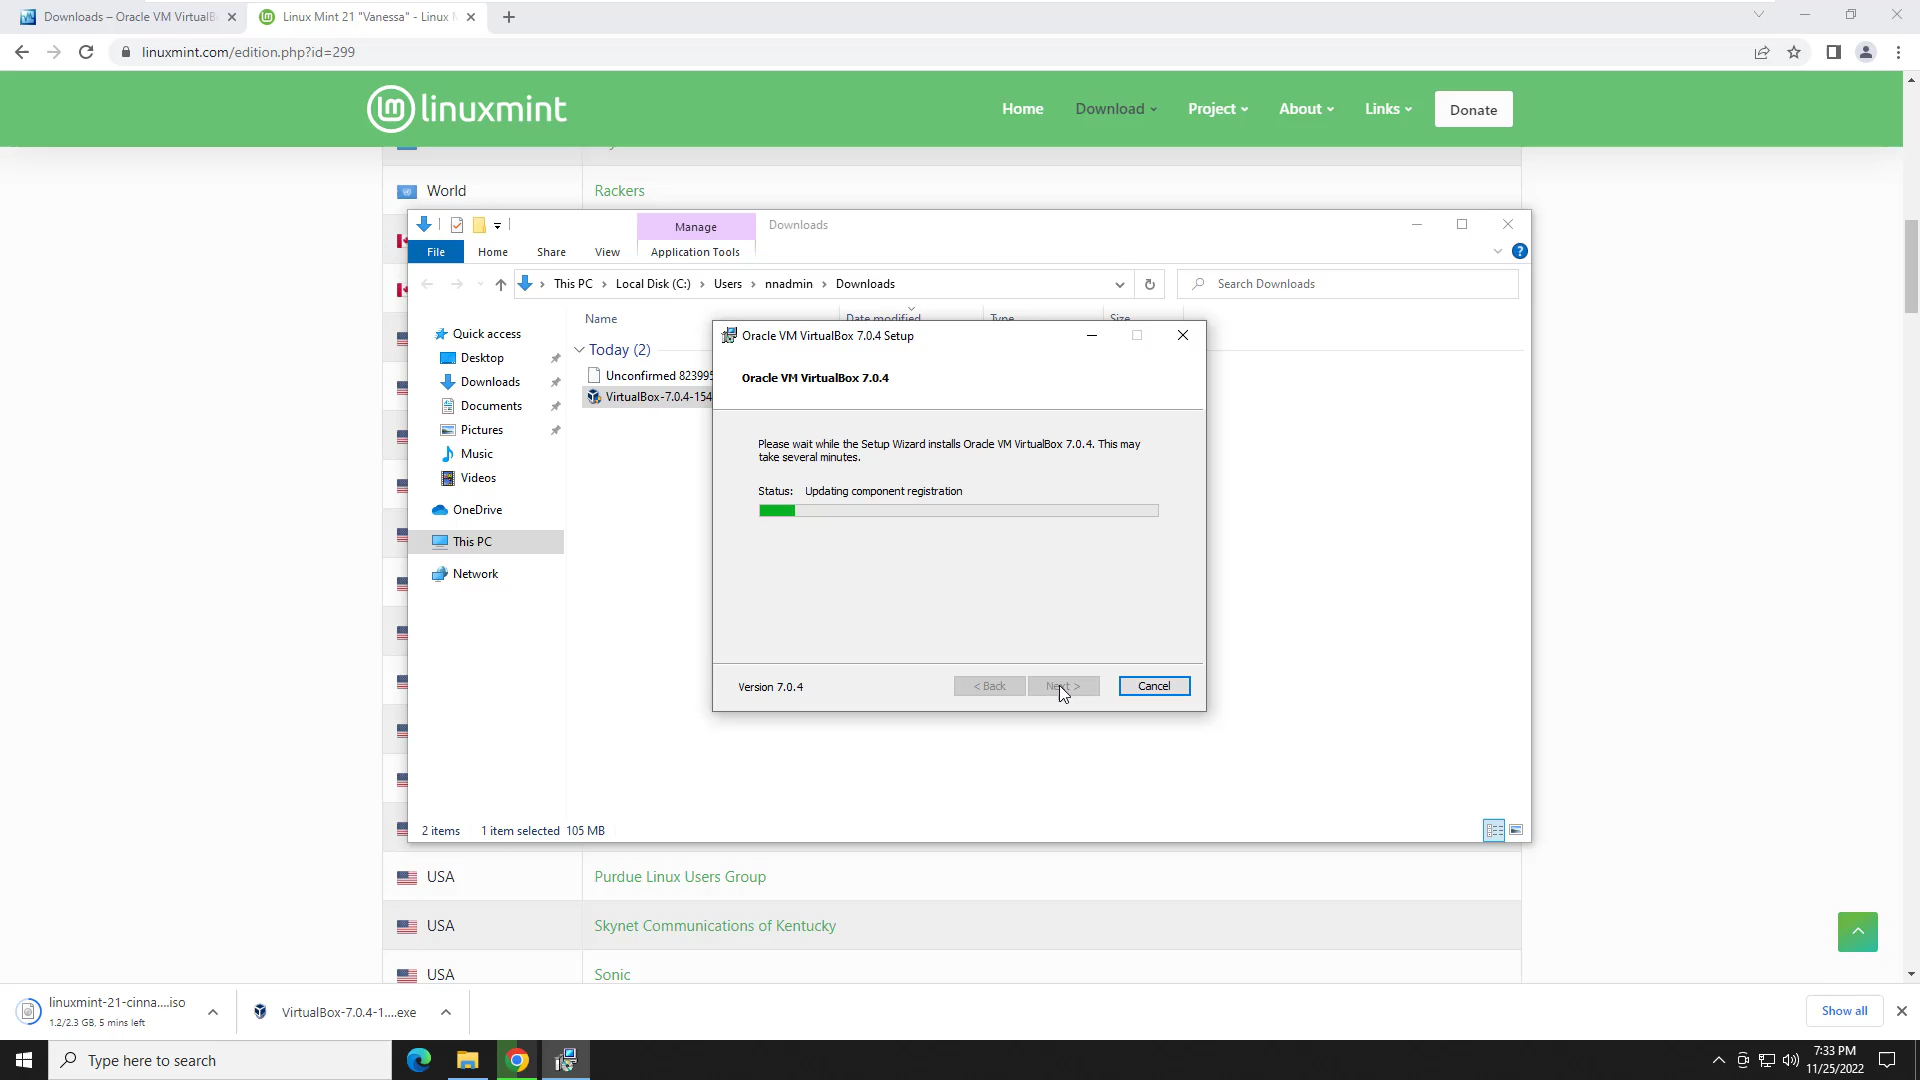 Downloads – Oracle VM VirtualB
Linux Mint 21 "Vanessa" - Linux M
linuxmint.com/edition.php?id=299
linuxmint
Home
Download
Project
About
Links
Donate
World
Rackers
Manage
Downloads
File
Home
Share
View
Application Tools
This PC
Local Disk (C:)
Users
nnadmin
Downloads
Search Downloads
Name
Date modified
Type
Size
Quick access
Desktop
Downloads
Documents
Pictures
Music
Videos
OneDrive
This PC
Network
Today (2)
Unconfirmed 823995
VirtualBox-7.0.4-154
Oracle VM VirtualBox 7.0.4 Setup
Oracle VM VirtualBox 7.0.4
Please wait while the Setup Wizard installs Oracle VM VirtualBox 7.0.4. This may
take several minutes.
Status: Updating component registration
Version 7.0.4
< Back
Next >
Cancel
2 items
1 item selected 105 MB
USA
Purdue Linux Users Group
USA
Skynet Communications of Kentucky
USA
Sonic
linuxmint-21-cinna....iso
1.2/2.3 GB, 5 mins left
VirtualBox-7.0.4-1....exe
Show all
Type here to search
7:33 PM
11/25/2022